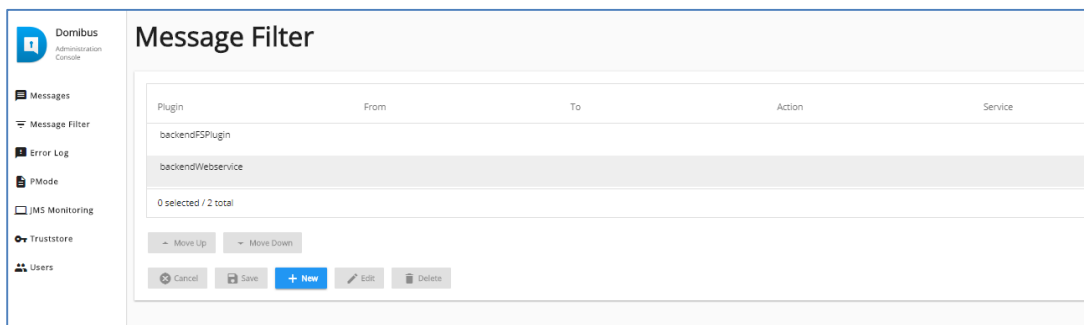 Domibus
Administration
Console
Messages
Message Filter
Error Log
PMode
JMS Monitoring
Truststore
Users
Message Filter
Plugin From To Action Service
backendFSPlugin
backendWebservice
0 selected / 2 total
Move Up Move Down
Cancel Save + New Edit Delete